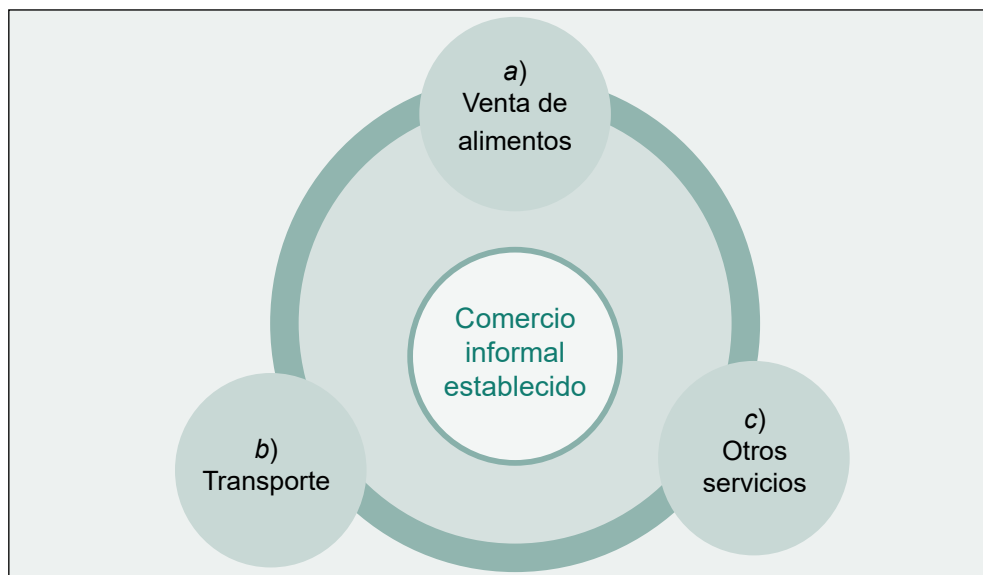 a)
Venta de
alimentos
Comercio
informal
establecido
b)
Transporte
c)
Otros
servicios